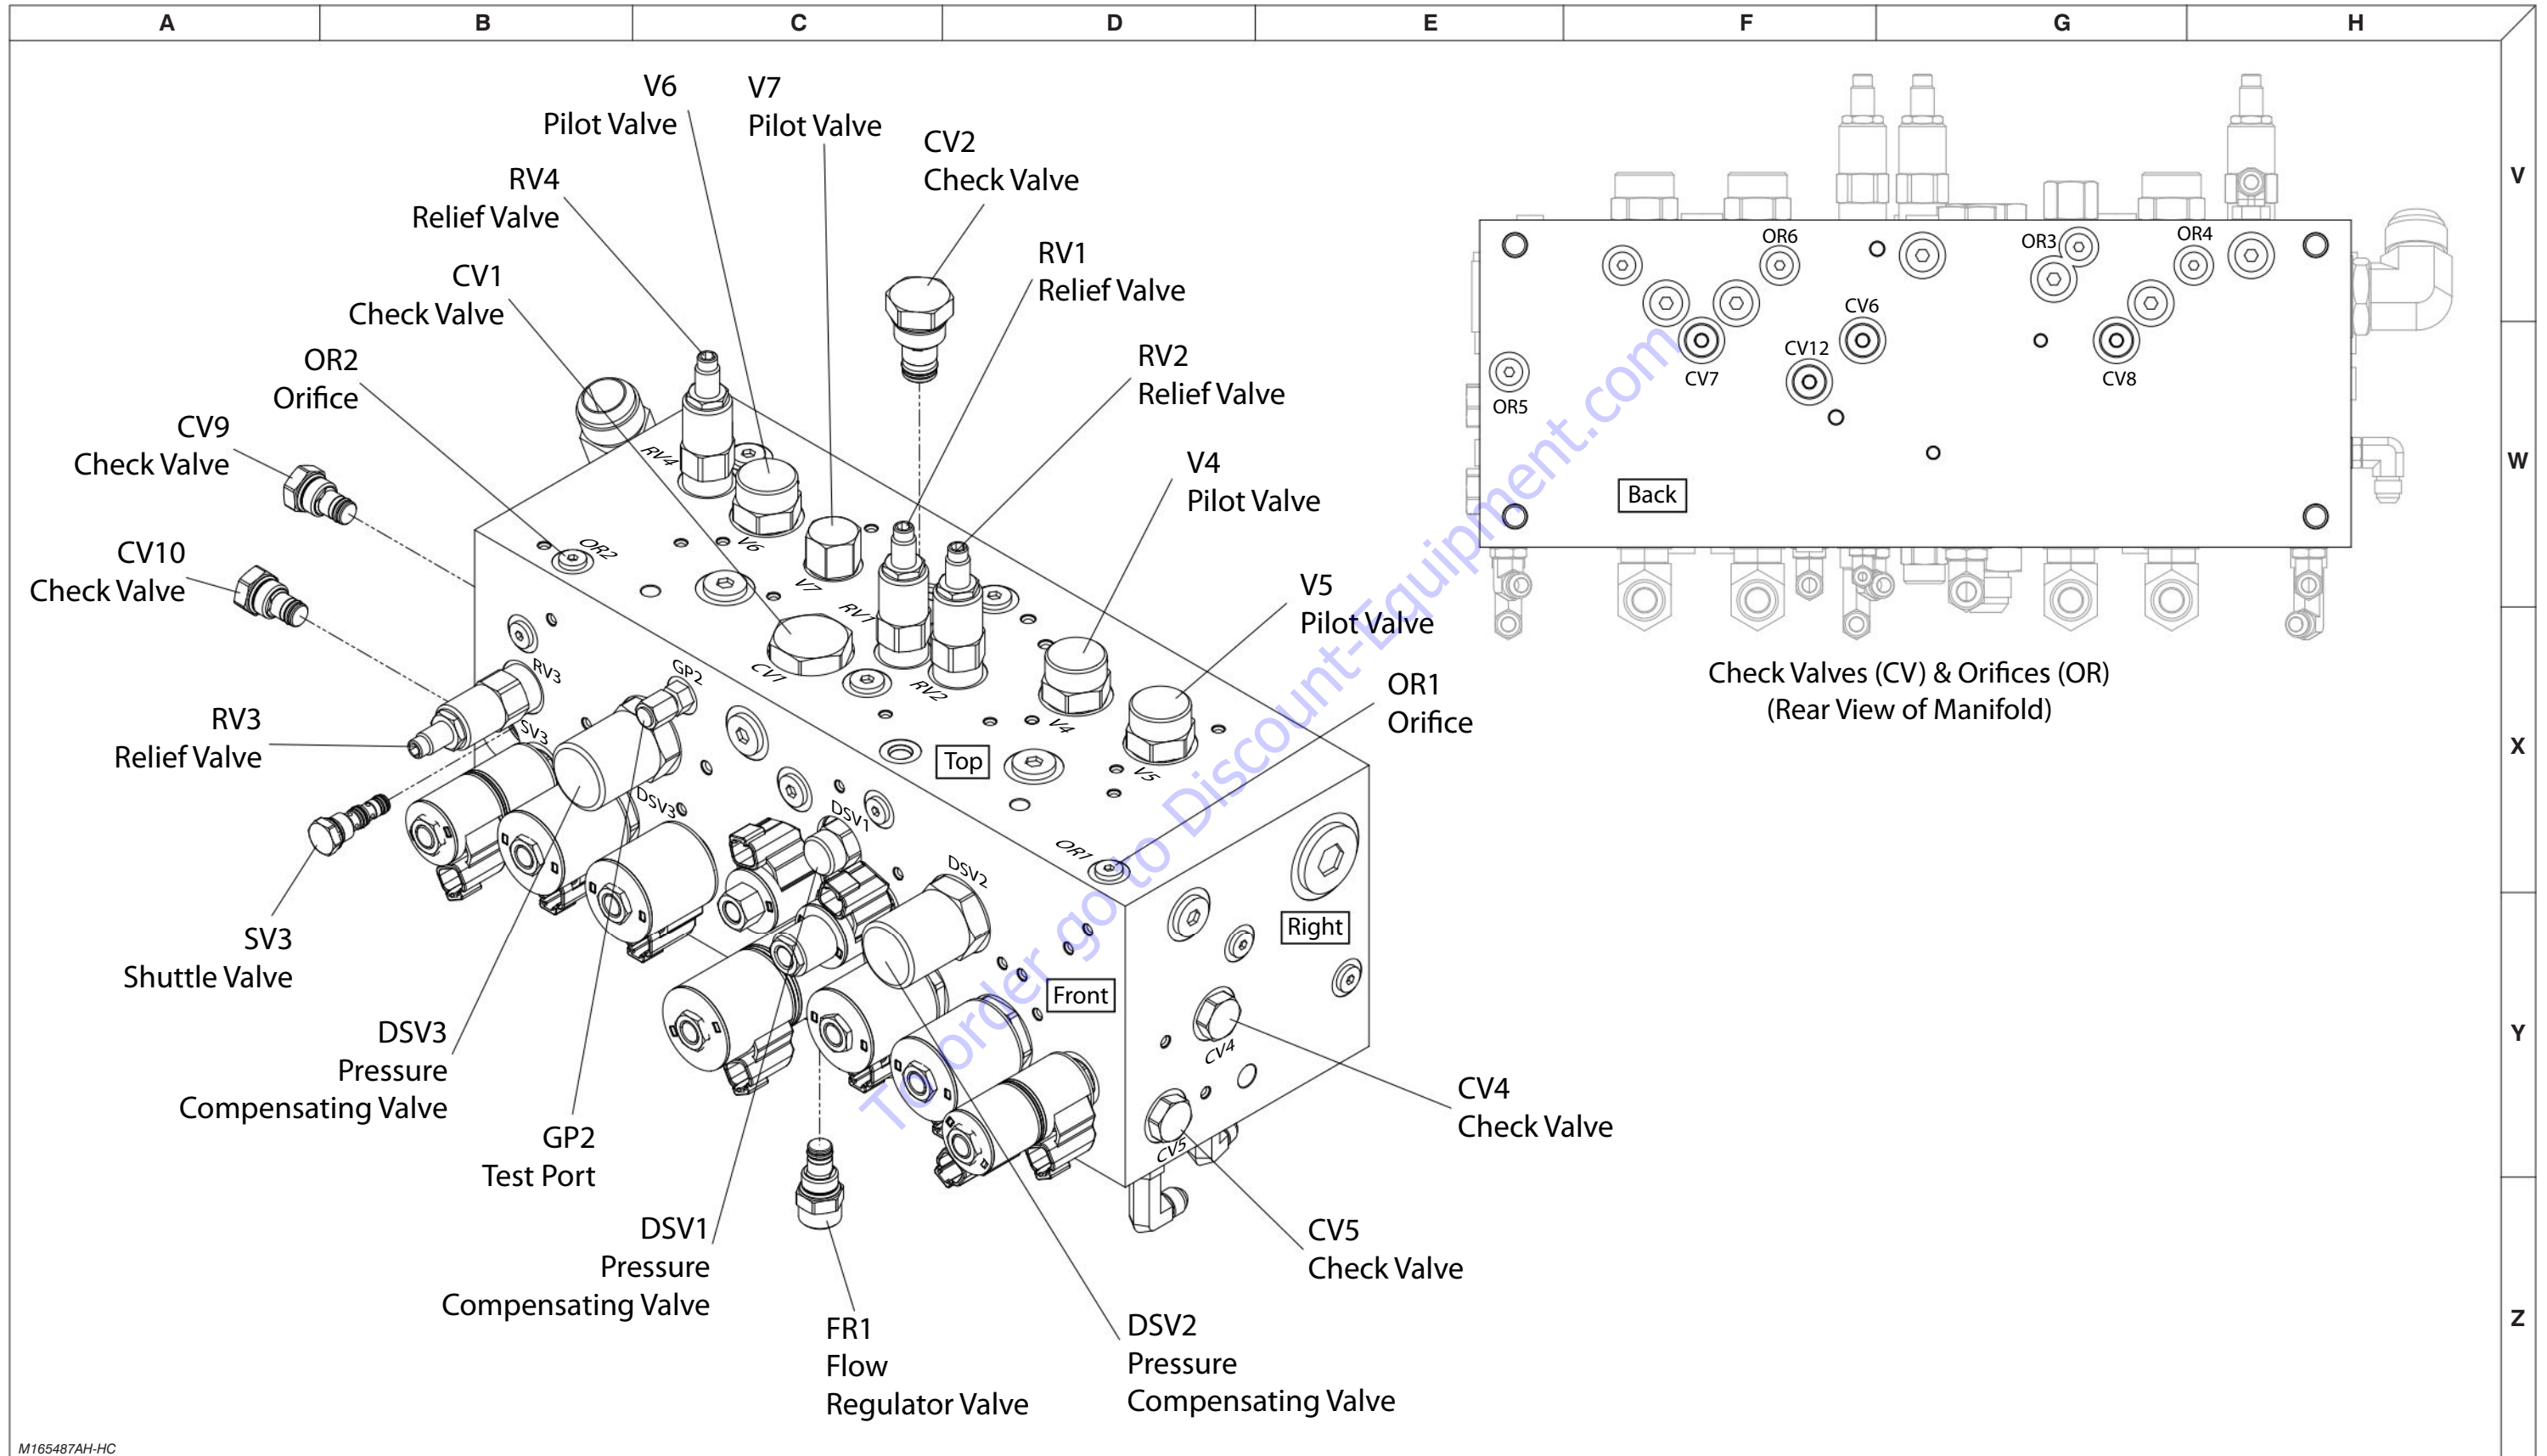 A B C D E F G H
V
W
X
Y
Z
V6
Pilot Valve
V7
Pilot Valve
CV2
Check Valve
RV4
Relief Valve
RV1
Relief Valve
CV1
Check Valve
RV2
Relief Valve
OR2
Orifice
CV9
Check Valve
V4
Pilot Valve
CV10
Check Valve
V5
Pilot Valve
OR1
Orifice
RV3
Relief Valve
SV3
Shuttle Valve
DSV3
Pressure
Compensating Valve
GP2
Test Port
DSV1
Pressure
Compensating Valve
FR1
Flow
Regulator Valve
DSV2
Pressure
Compensating Valve
CV4
Check Valve
CV5
Check Valve
RV4
OR2
V6
V7
RV1
CV1
RV2
V4
V5
OR1
Top
RV3
GP2
SV3
DSV3
DSV1
DSV2
Front
Right
CV4
CV5
OR6
OR3
OR4
CV6
CV12
CV7
CV8
OR5
Back
Check Valves (CV) & Orifices (OR)
(Rear View of Manifold)
To order go to Discount-Equipment.com
M165487AH-HC